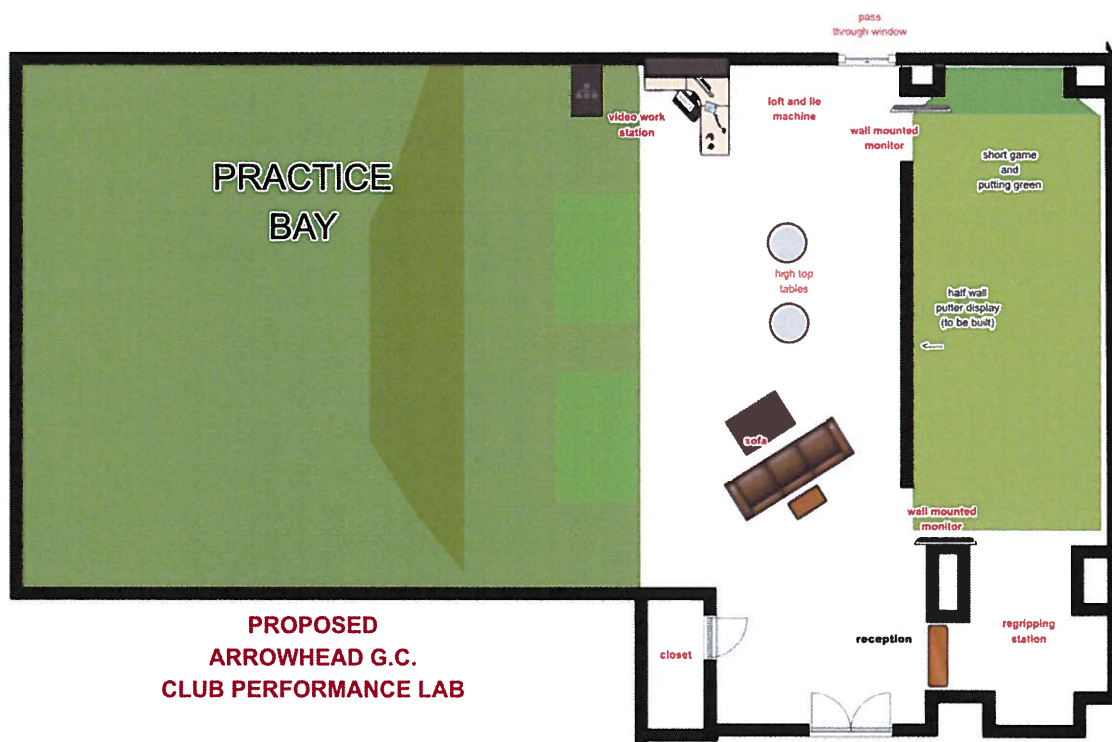 pass
through window
video work
station
loft and lie
machine
wall mounted
monitor
short game
and
putting green
PRACTICE
BAY
high top
tables
half wall
putter display
(to be built)
sofa
wall mounted
monitor
PROPOSED
ARROWHEAD G.C.
CLUB PERFORMANCE LAB
closet
reception
regripping
station